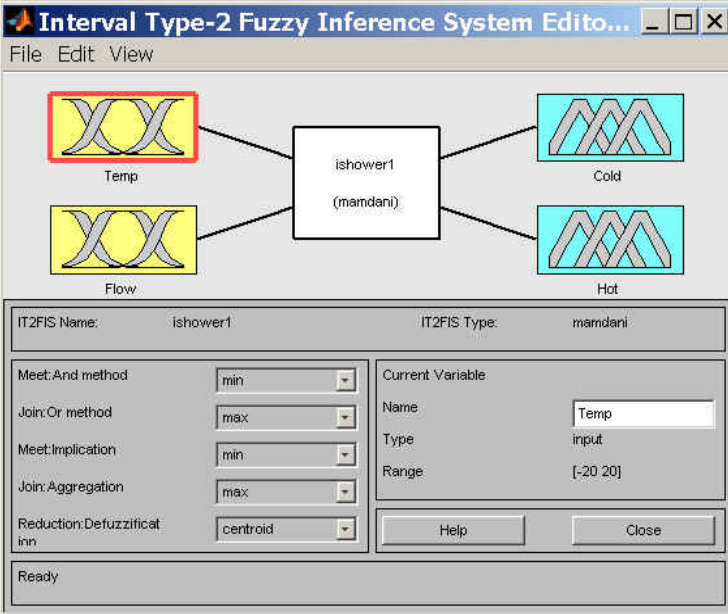 Interval Type-2 Fuzzy Inference System Edito...
File Edit View
Temp
Flow
ishower1
(mamdani)
Cold
Hot
IT2FIS Name: ishower1 IT2FIS Type: mamdani
Meet:And method min
Join:Or method max
Meet:Implication min
Join:Aggregation max
Reduction:Defuzzificat
ion
centroid
Current Variable
Name Temp
Type input
Range [-20 20]
Help Close
Ready